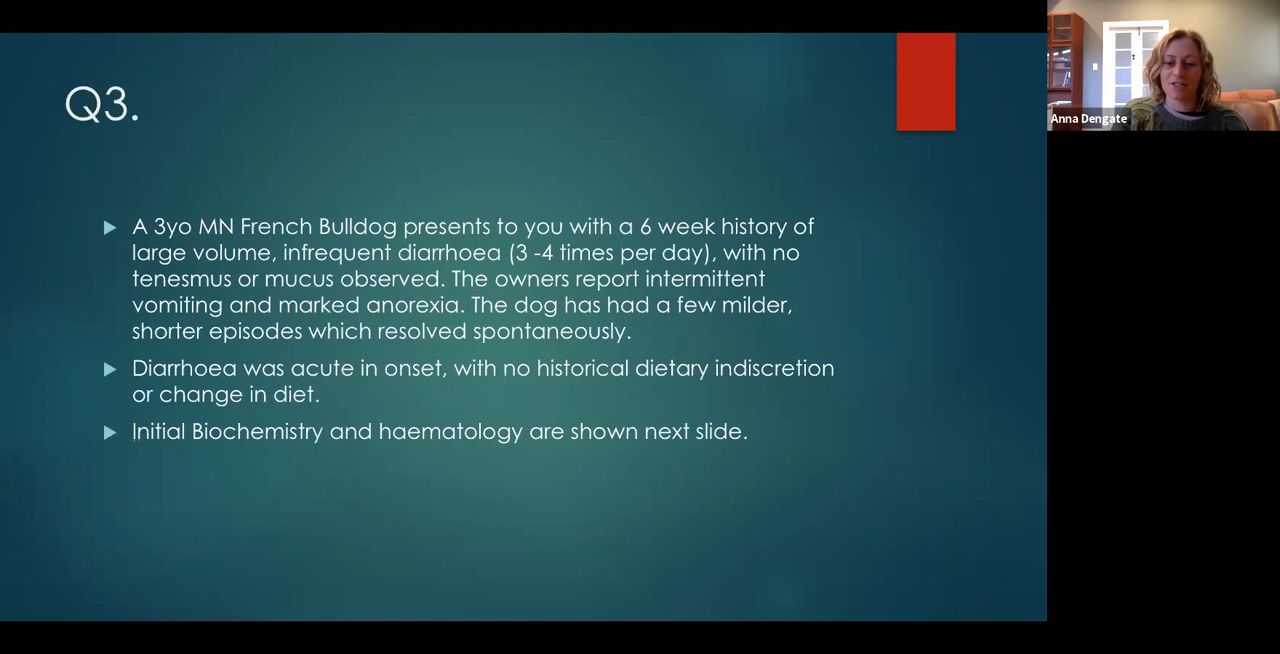 Q3.
A 3yo MN French Bulldog presents to you with a 6 week history of
large volume, infrequent diarrhoea (3 -4 times per day), with no
tenesmus or mucus observed. The owners report intermittent
vomiting and marked anorexia. The dog has had a few milder,
shorter episodes which resolved spontaneously.
Diarrhoea was acute in onset, with no historical dietary indiscretion
or change in diet.
Initial Biochemistry and haematology are shown next slide.
Anna Dengate